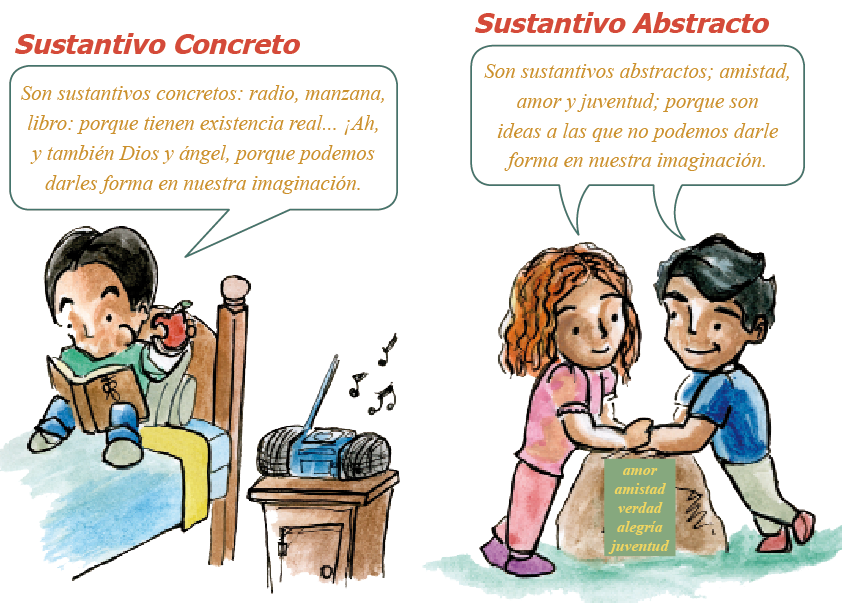 Sustantivo Concreto
Son sustantivos concretos: radio, manzana,
libro: porque tienen existencia real... ¡Ah,
y también Dios y ángel, porque podemos
darles forma en nuestra imaginación.
Sustantivo Abstracto
Son sustantivos abstractos; amistad,
amor y juventud; porque son
ideas a las que no podemos darle
forma en nuestra imaginación.
amor
amistad
verdad
alegría
juventud